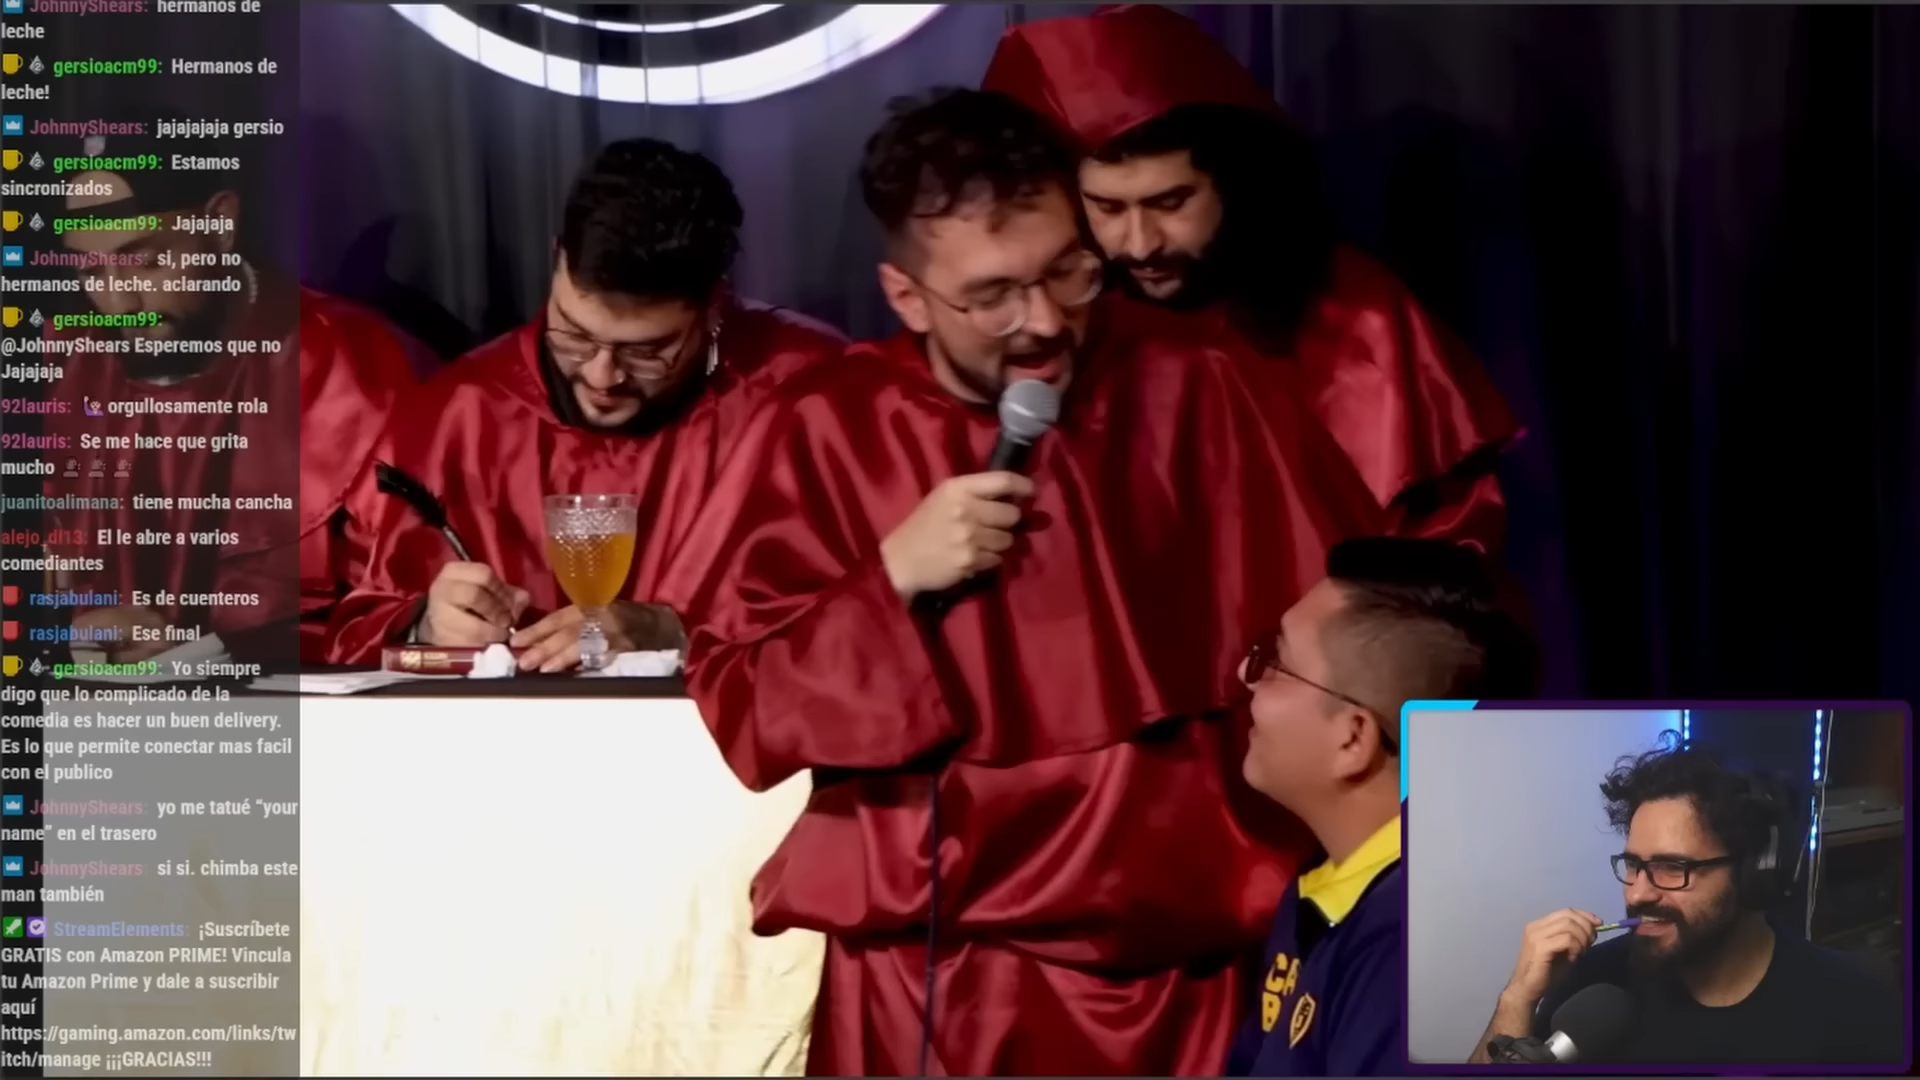 JohnnyShears: hermanos de
leche
gersioacm99: Hermanos de
leche!
JohnnyShears: jajajajaja gersio
gersioacm99: Estamos
sincronizados
gersioacm99: Jajajaja
JohnnyShears: si, pero no
hermanos de leche. aclarando
gersioacm99:
@JohnnyShears Esperemos que no
Jajajaja
92lauris: orgullosamente rola
92lauris: Se me hace que grita
mucho
juanitoalimana: tiene mucha cancha
alejo_dl13: El le abre a varios
comediantes
rasjabulani: Es de cuenteros
rasjabulani: Ese final
gersioacm99: Yo siempre
digo que lo complicado de la
comedia es hacer un buen delivery.
Es lo que permite conectar mas facil
con el publico
JohnnyShears: yo me tatué “your
name” en el trasero
JohnnyShears: si si. chimba este
man también
StreamElements: ¡Suscríbete
GRATIS con Amazon PRIME! Vincula
tu Amazon Prime y dale a suscribir
aquí
https://gaming.amazon.com/links/tw
itch/manage ¡¡¡GRACIAS!!!